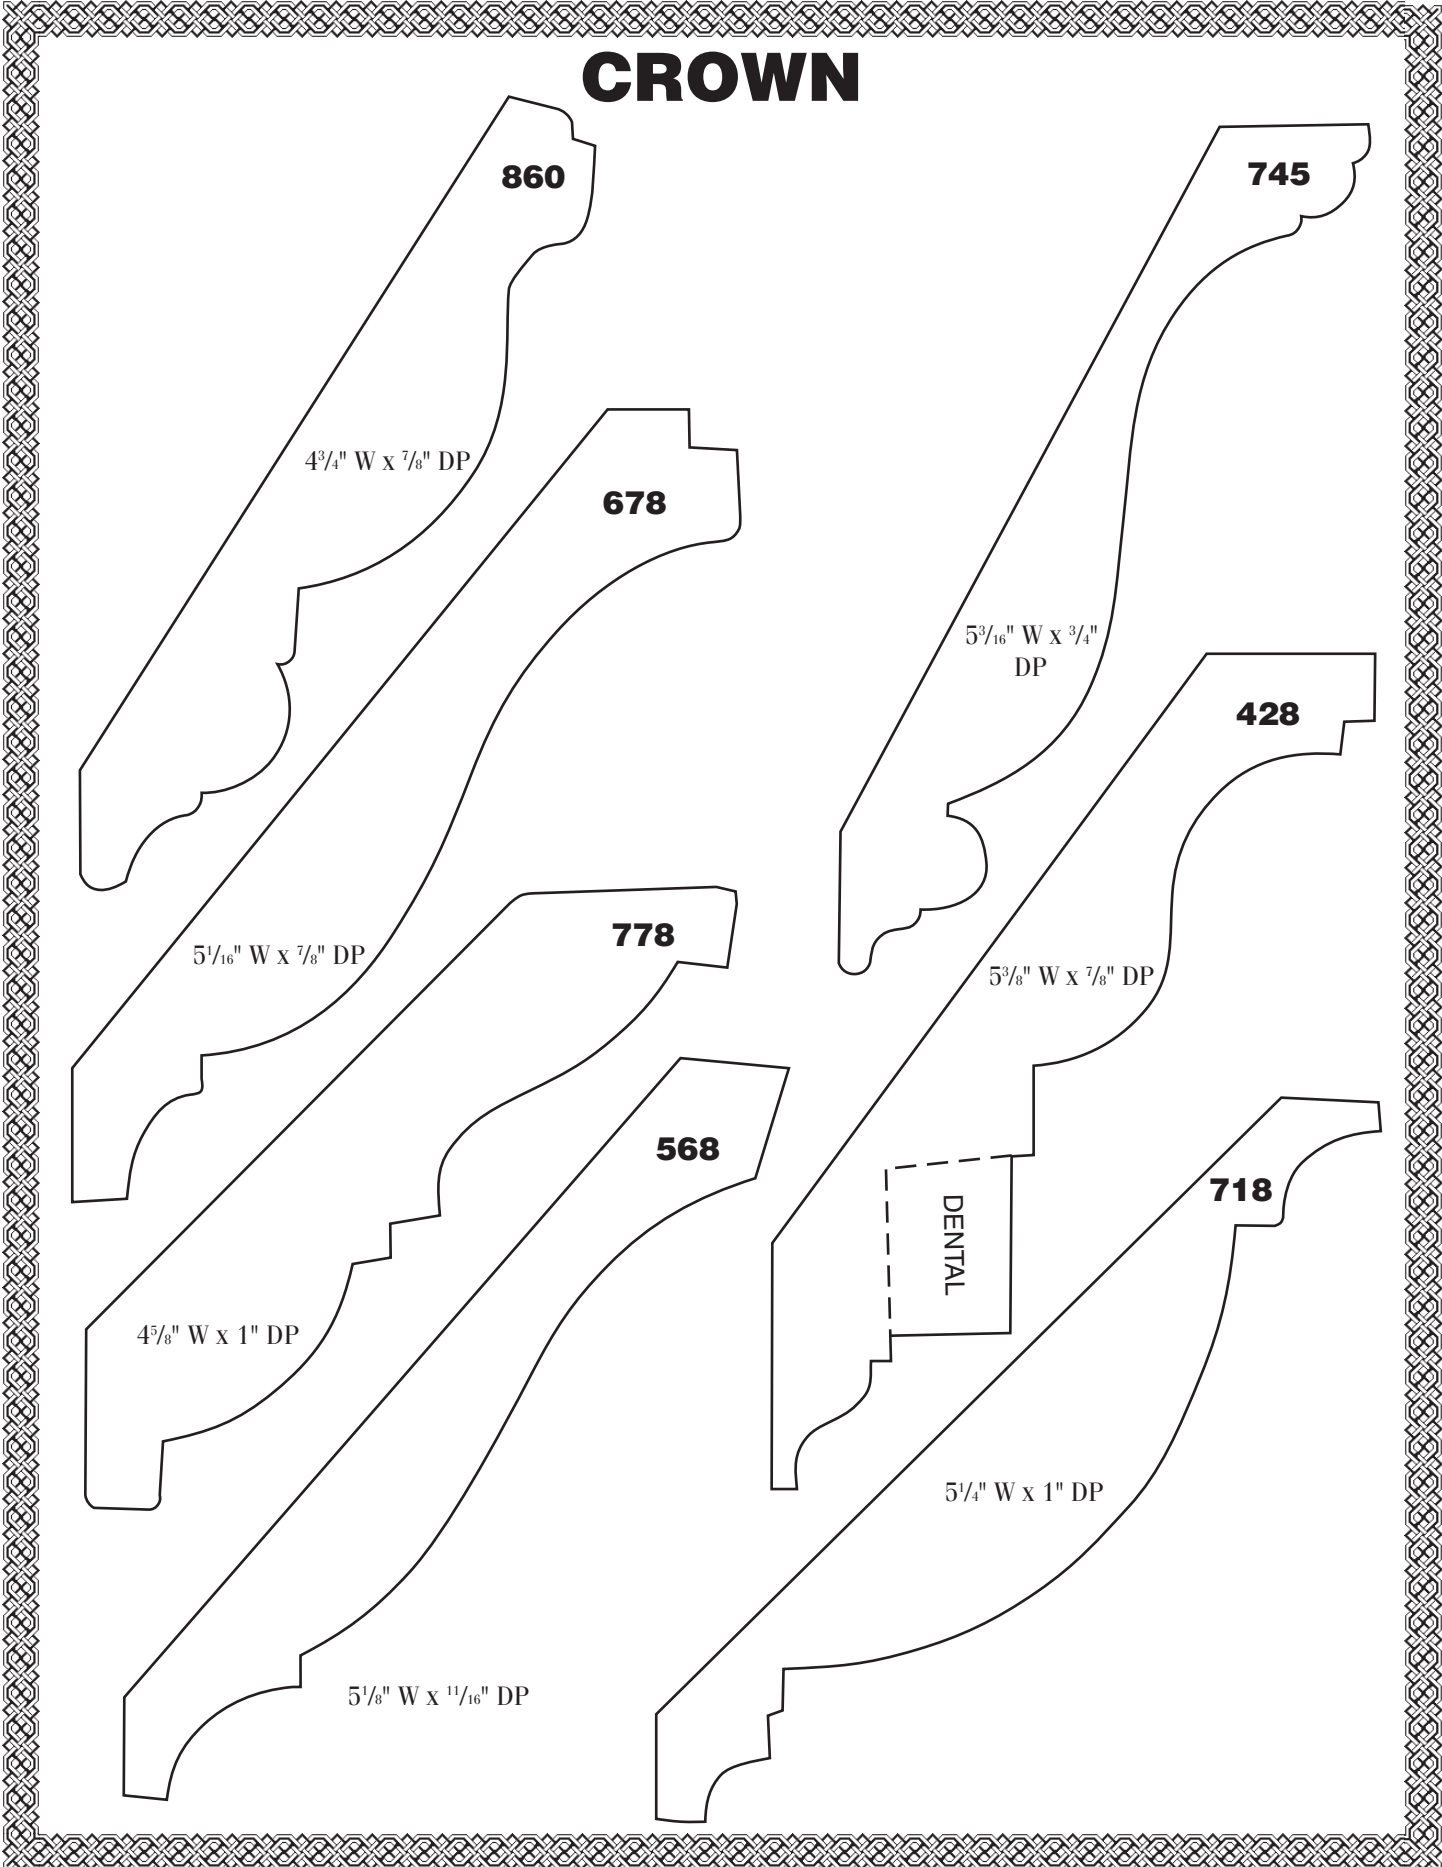 CROWN
860
4³/₄" W x ⁷/₈" DP
678
5¹/₁₆" W x ⁷/₈" DP
778
4⁵/₈" W x 1" DP
568
5¹/₈" W x ¹¹/₁₆" DP
745
5³/₁₆" W x ³/₄"
DP
428
5³/₈" W x ⁷/₈" DP
DENTAL
718
5¹/₄" W x 1" DP